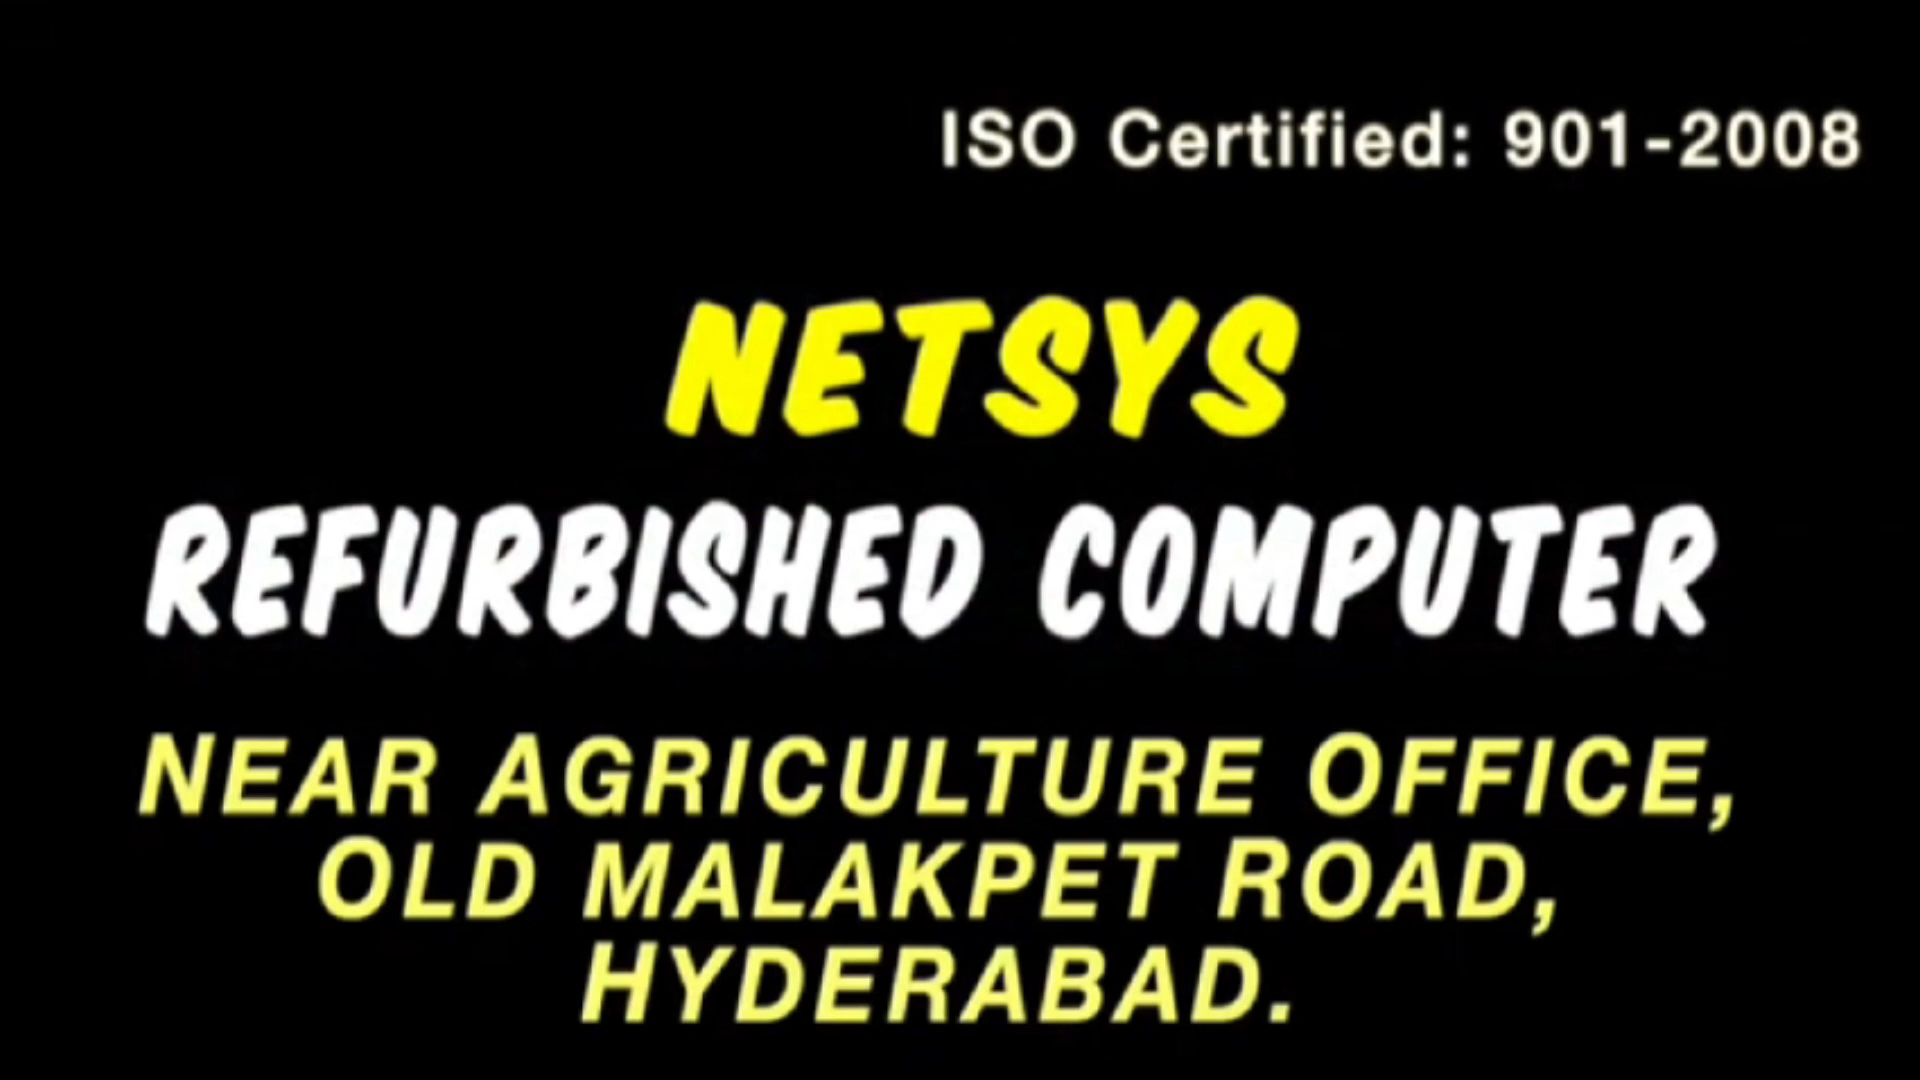 ISO Certified: 901-2008
NETSYS
REFURBISHED COMPUTER
NEAR AGRICULTURE OFFICE,
OLD MALAKPET ROAD,
HYDERABAD.